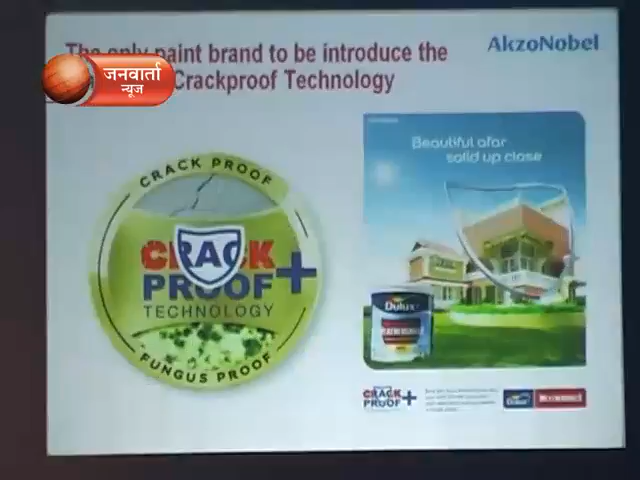 The only paint brand to be introduce the
Crackproof Technology
AkzoNobel
जनवार्ता
न्यूज
CRACK PROOF
CRACK
PROOF+
TECHNOLOGY
FUNGUS PROOF
Beautiful afar
solid up close
Dulux
CRACK
PROOF+
Dulux